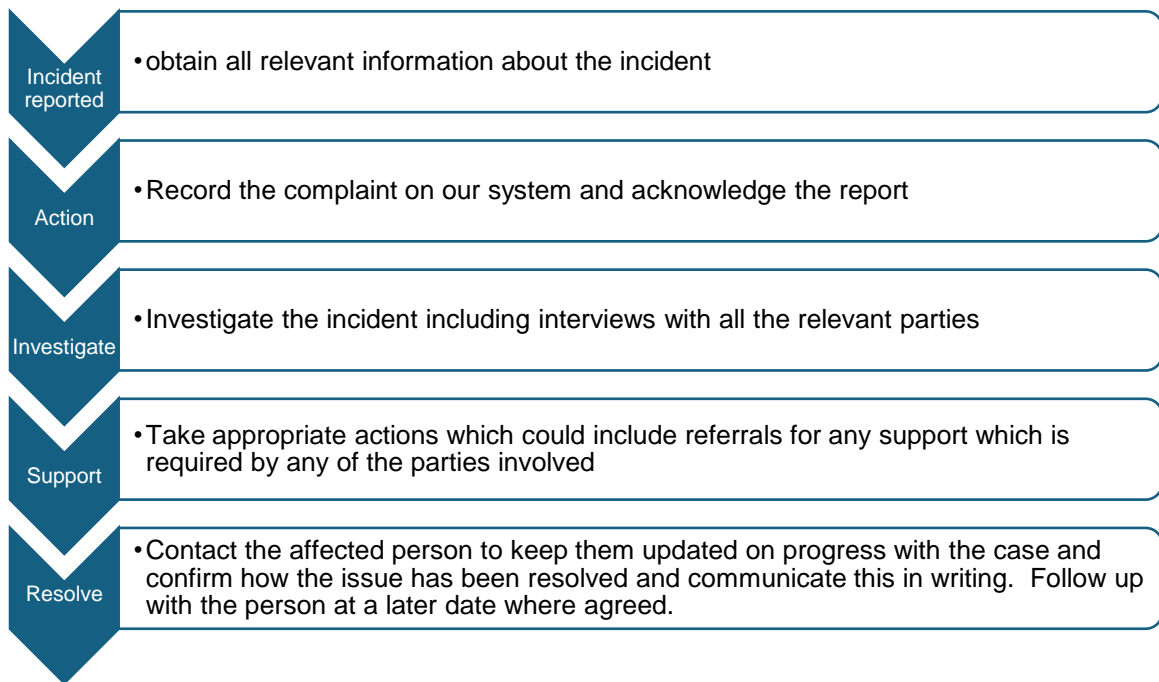 Incident
reported
•obtain all relevant information about the incident
Action
•Record the complaint on our system and acknowledge the report
Investigate
•Investigate the incident including interviews with all the relevant parties
Support
•Take appropriate actions which could include referrals for any support which is
required by any of the parties involved
Resolve
•Contact the affected person to keep them updated on progress with the case and
confirm how the issue has been resolved and communicate this in writing.  Follow up
with the person at a later date where agreed.